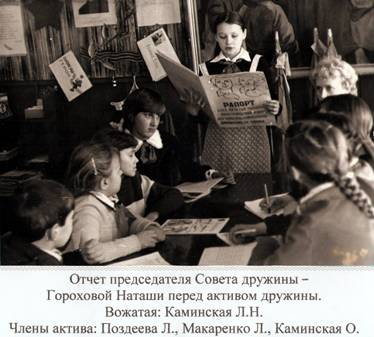 РАПОРТ
Отчет председателя Совета дружины –
Гороховой Наташи перед активом дружины.
Вожатая: Каминская Л.Н.
Члены актива: Поздеева Л., Макаренко Л., Каминская О.